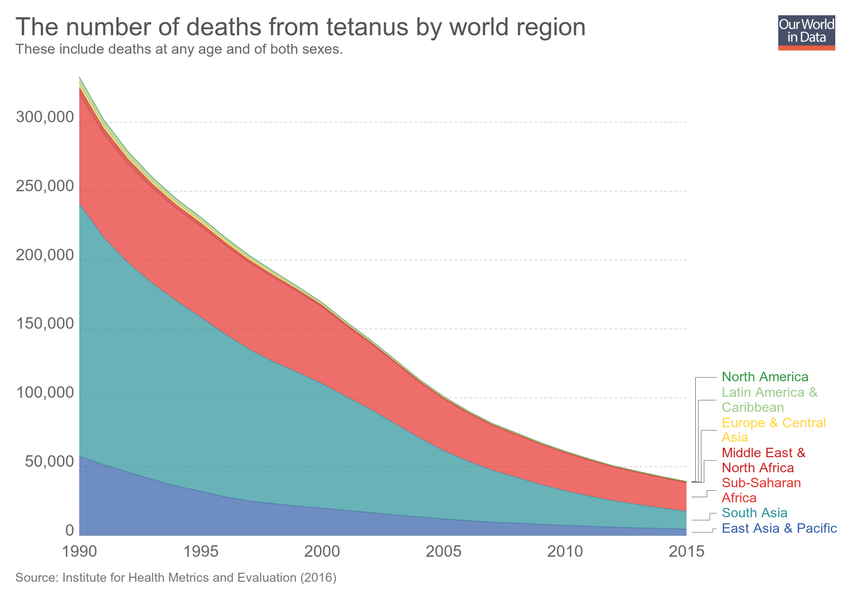 The number of deaths from tetanus by world region
These include deaths at any age and of both sexes.
Our World
in Data
300,000
250,000
200,000
150,000
100,000
50,000
0
1990
1995
2000
2005
2010
2015
North America
Latin America &
Caribbean
Europe & Central
Asia
Middle East &
North Africa
Sub-Saharan
Africa
South Asia
East Asia & Pacific
Source: Institute for Health Metrics and Evaluation (2016)